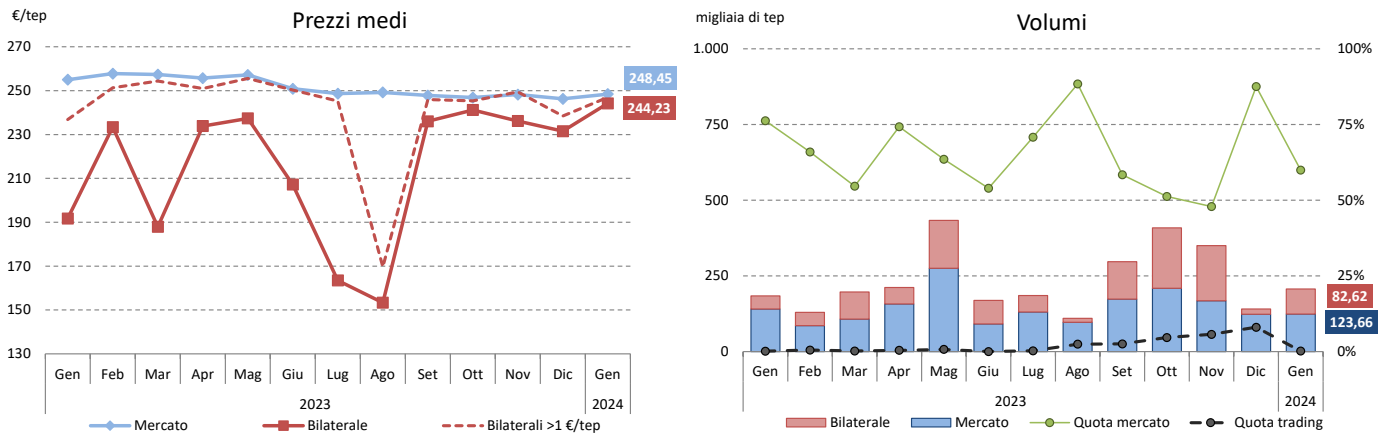 €/tep
Prezzi medi
270
250
230
210
190
170
150
130
248,45
244,23
Gen Feb Mar Apr Mag Giu Lug Ago Set Ott Nov Dic Gen
2023 2024
Mercato Bilaterale Bilaterali >1 €/tep
migliaia di tep
Volumi
1.000 100%
750 75%
500 50%
250 25%
0 0%
82,62
123,66
Gen Feb Mar Apr Mag Giu Lug Ago Set Ott Nov Dic Gen
2023 2024
Bilaterale Mercato Quota mercato Quota trading